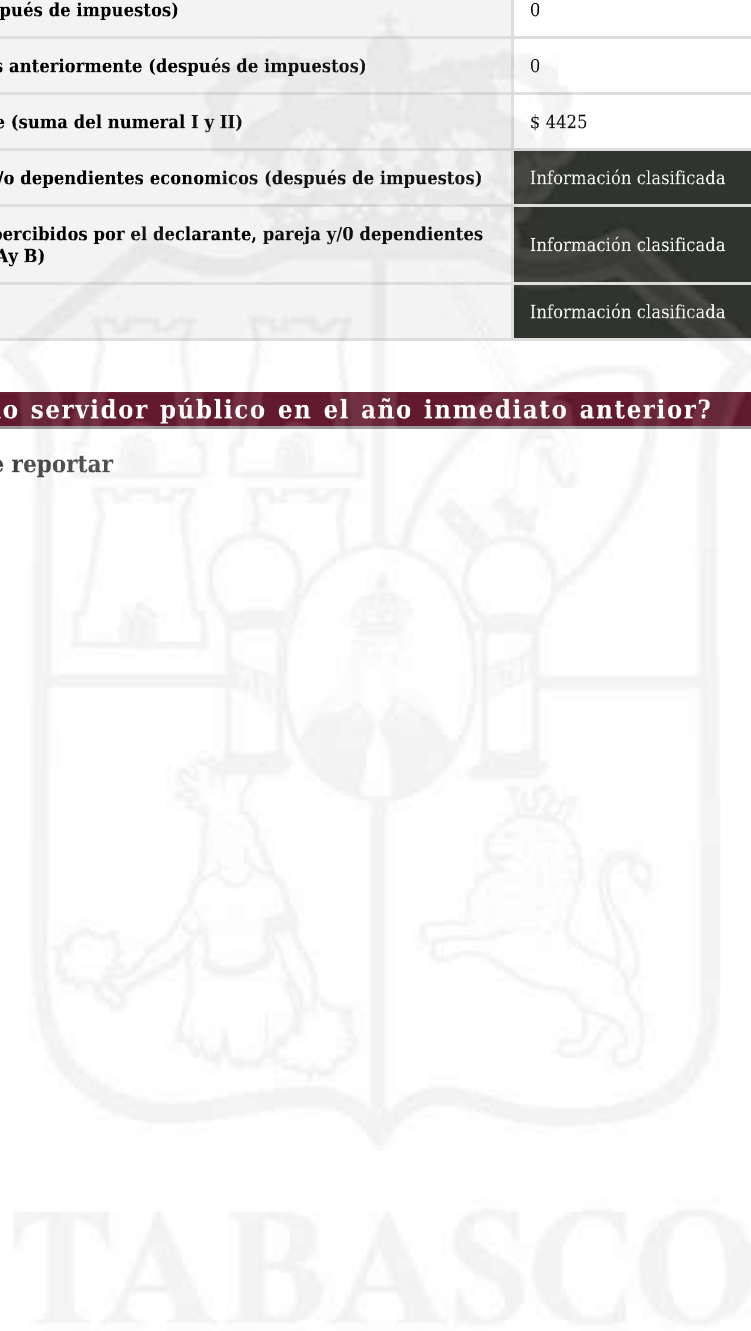 pués de impuestos) 0
s anteriormente (después de impuestos) 0
e (suma del numeral I y II) $ 4425
/o dependientes economicos (después de impuestos) Información clasificada
percibidos por el declarante, pareja y/0 dependientes
Ay B) Información clasificada
Información clasificada
o servidor público en el año inmediato anterior?
e reportar
TABASCO